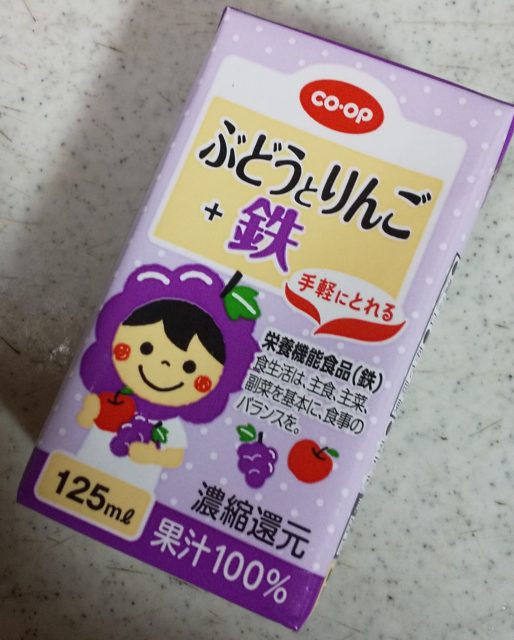 CO·OP
ぶどうとりんご
+鉄
手軽にとれる
栄養機能食品(鉄)
食生活は、主食、主菜、
副菜を基本に、食事の
バランスを。
125ml
濃縮還元
果汁100%